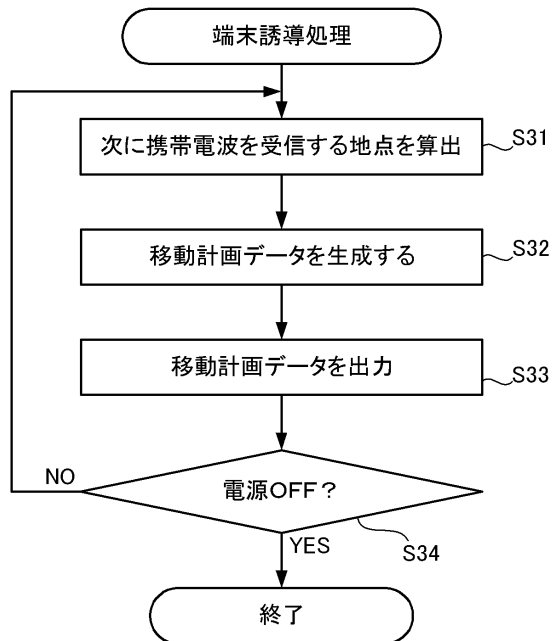 端末誘導処理
次に携帯電波を受信する地点を算出
S31
移動計画データを生成する
S32
移動計画データを出力
S33
NO
電源OFF?
YES
S34
終了